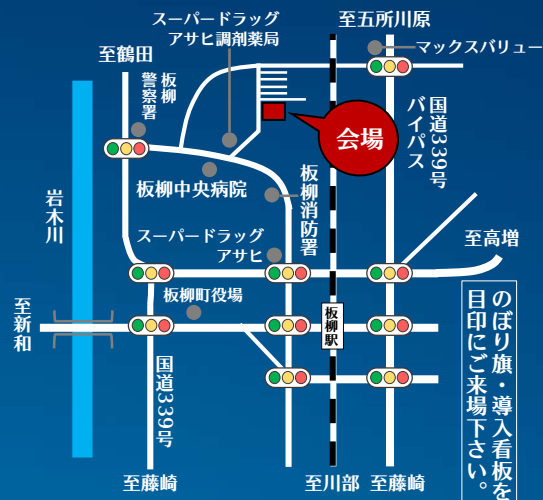 スーパードラッグ
アサヒ調剤薬局
至五所川原
至鶴田
マックスバリュー
板柳
警察署
国道339号
バイパス
会場
板柳中央病院
板柳消防署
岩木川
スーパードラッグ
アサヒ
至高増
板柳町役場
至新和
板柳駅
のぼり旗・導入看板を
目印にご来場下さい。
国道339号
至藤崎
至川部
至藤崎